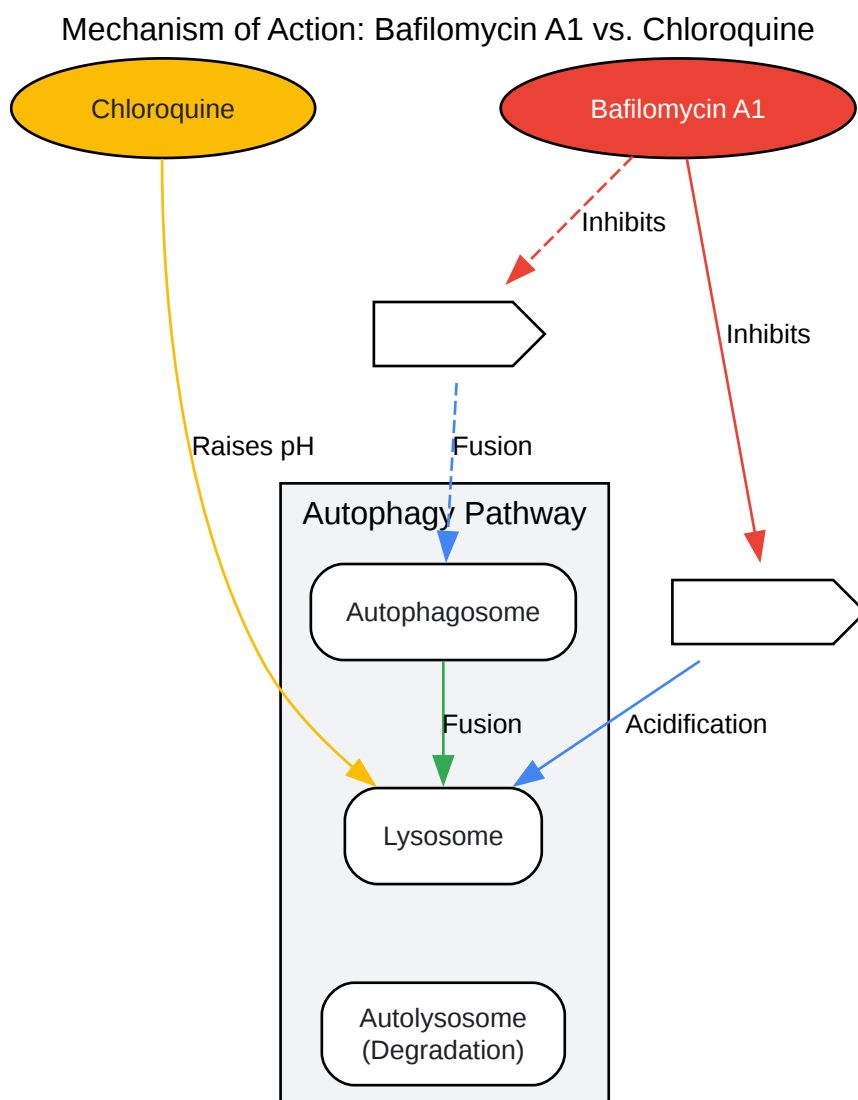 Mechanism of Action: Bafilomycin A1 vs. Chloroquine
Chloroquine
Bafilomycin A1
Inhibits
Inhibits
Raises pH
Fusion
Autophagy Pathway
Autophagosome
Fusion
Acidification
Lysosome
Autolysosome
(Degradation)